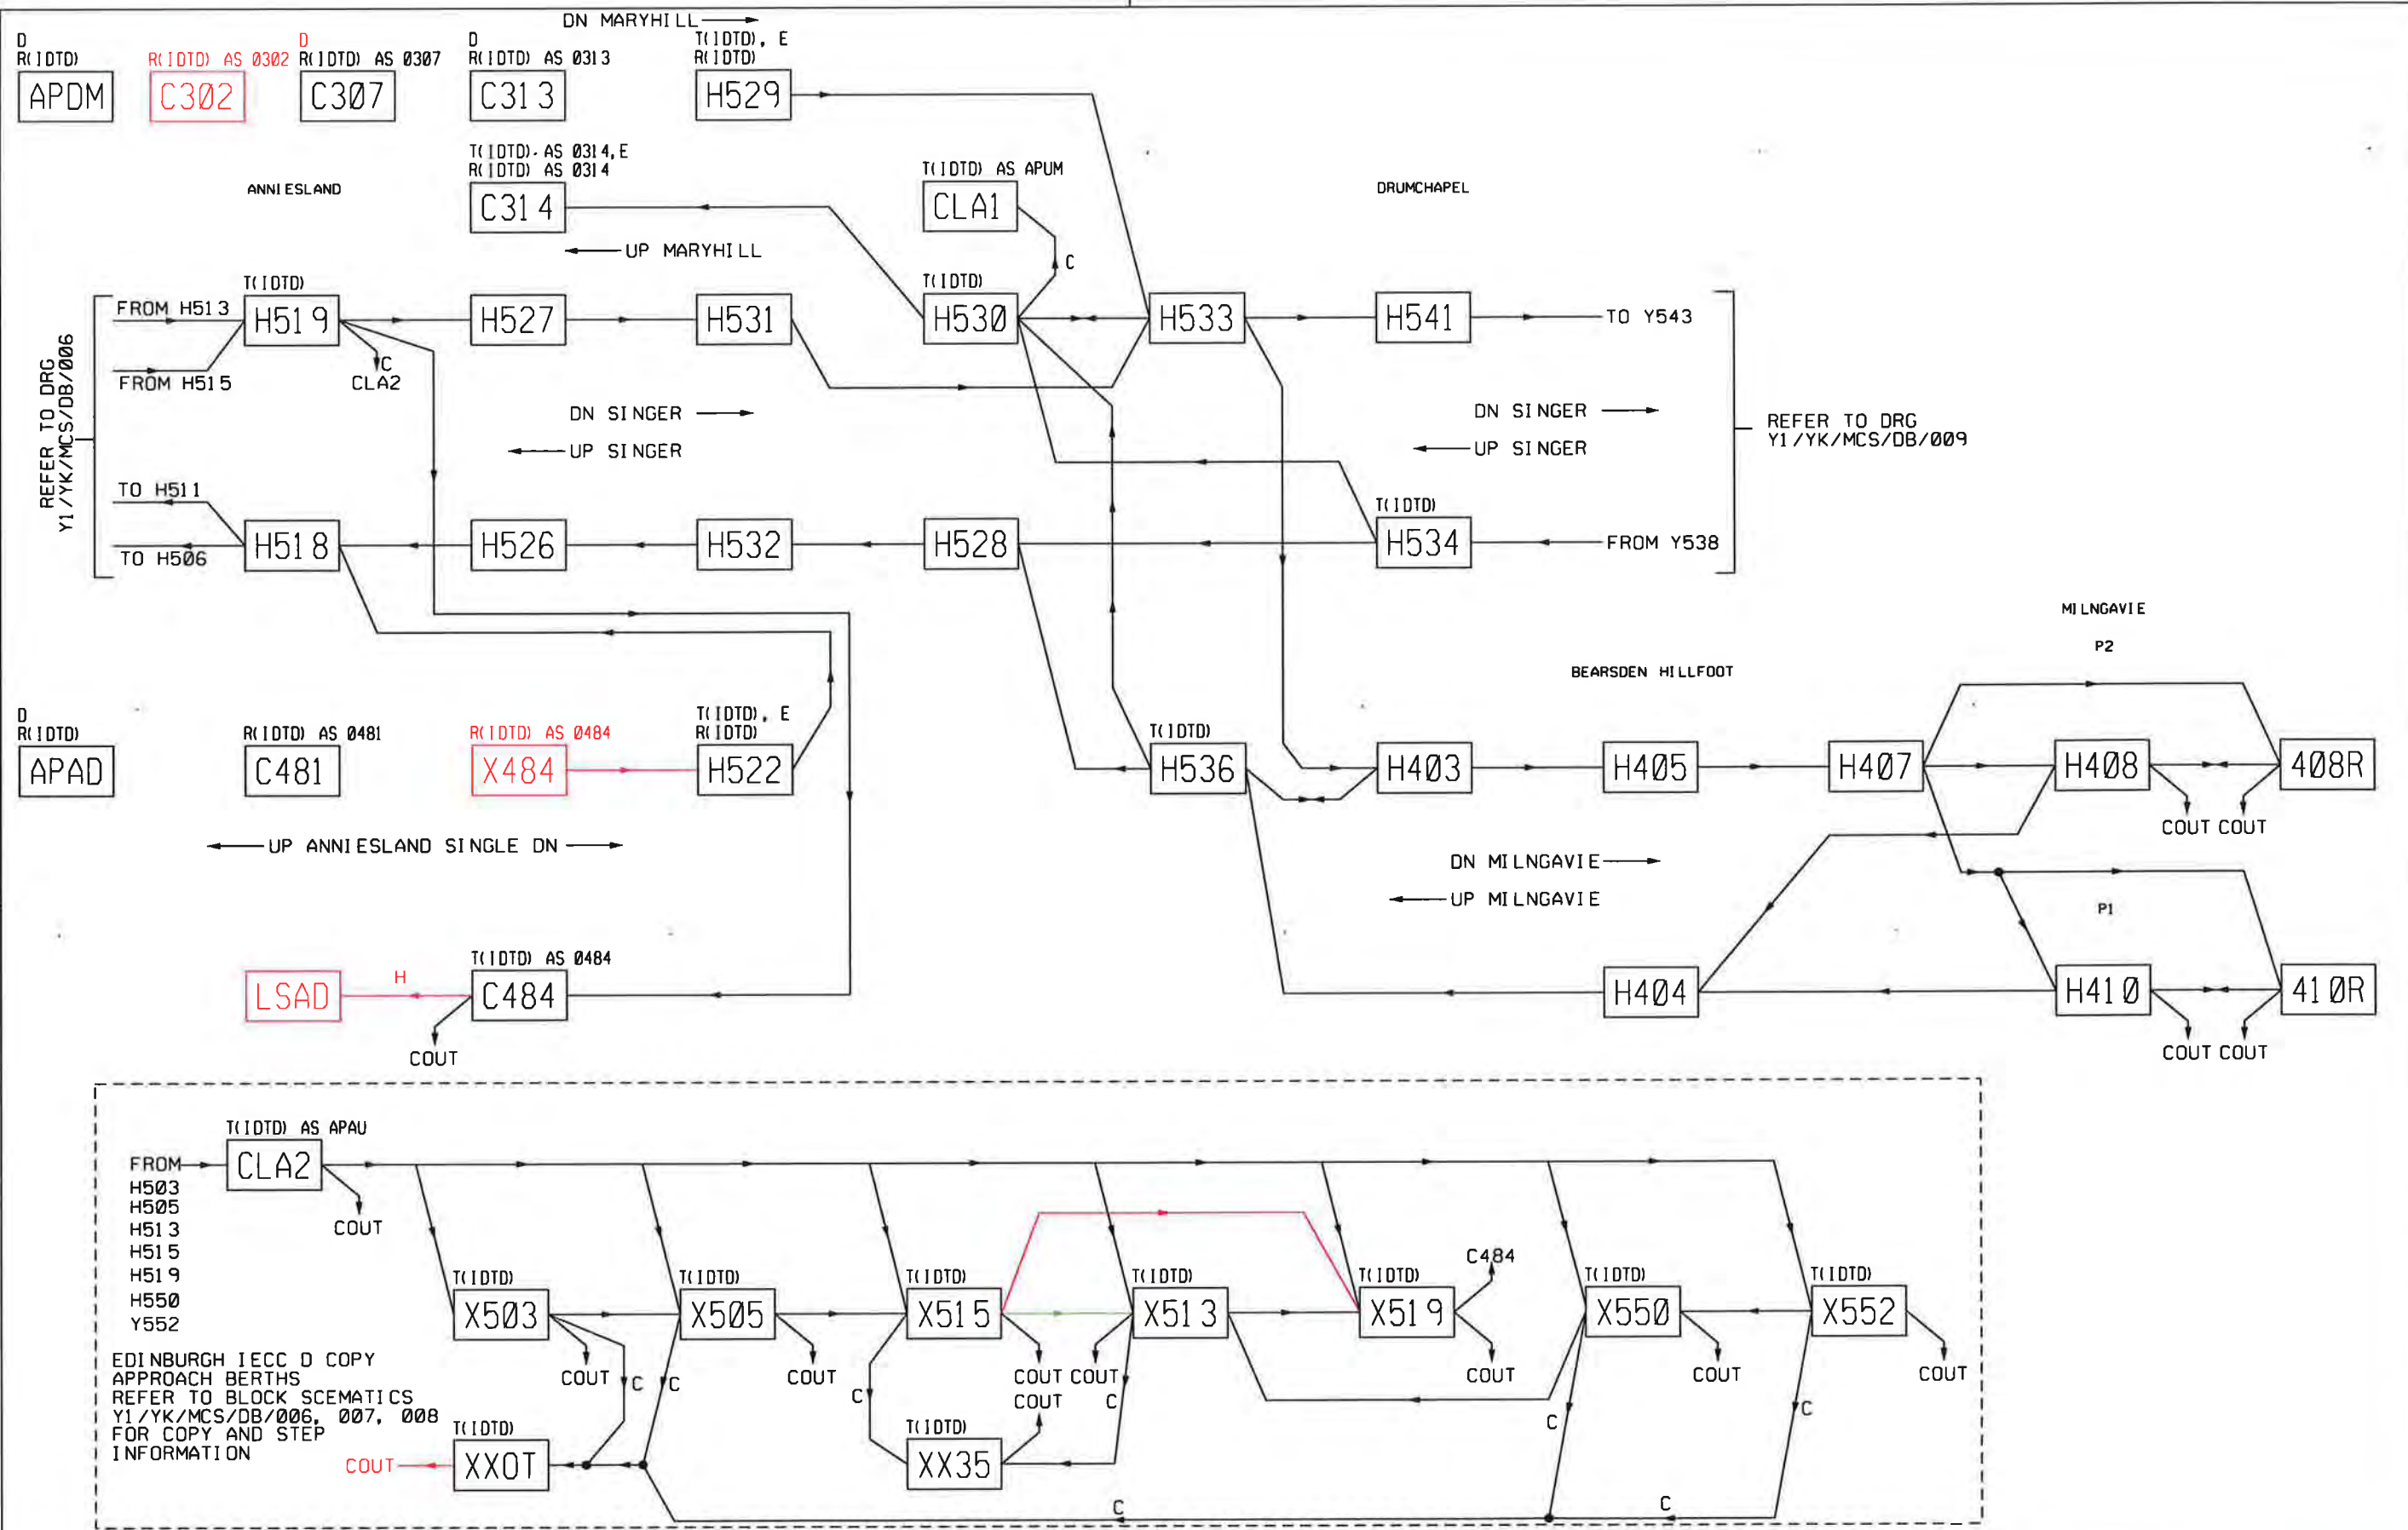 DN MARYHILL
D
R(IDTD)
APDM
R(IDTD) AS 0302
C302
D
R(IDTD) AS 0307
C307
D
R(IDTD) AS 0313
C313
T(IDTD), E
R(IDTD)
H529
ANNIESLAND
T(IDTD). AS 0314,E
R(IDTD) AS 0314
C314
UP MARYHILL
T(IDTD) AS APUM
CLA1
C
DRUMCHAPEL
REFER TO DRG
Y1/YK/MCS/DB/006
FROM H513
FROM H515
T(IDTD)
H519
C
CLA2
H527
H531
T(IDTD)
H530
H533
H541
TO Y543
DN SINGER
UP SINGER
DN SINGER
UP SINGER
REFER TO DRG
Y1/YK/MCS/DB/009
TO H511
TO H506
H518
H526
H532
H528
T(IDTD)
H534
FROM Y538
MILNGAVIE
P2
BEARSDEN HILLFOOT
D
R(IDTD)
APAD
R(IDTD) AS 0481
C481
R(IDTD) AS 0484
X484
T(IDTD), E
R(IDTD)
H522
T(IDTD)
H536
H403
H405
H407
H408
408R
COUT COUT
UP ANNIESLAND SINGLE DN
DN MILNGAVIE
UP MILNGAVIE
P1
LSAD
H
T(IDTD) AS 0484
C484
COUT
H404
H410
410R
COUT COUT
T(IDTD) AS APAU
FROM
CLA2
COUT
H503
H505
H513
H515
H519
H550
Y552
T(IDTD)
X503
COUT
C
T(IDTD)
X505
COUT
C
T(IDTD)
X515
COUT COUT
COUT
C
T(IDTD)
X513
C
T(IDTD)
X519
C484
COUT
T(IDTD)
X550
COUT
C
T(IDTD)
X552
COUT
C
EDINBURGH IECC D COPY
APPROACH BERTHS
REFER TO BLOCK SCEMATICS
Y1/YK/MCS/DB/006, 007, 008
FOR COPY AND STEP
INFORMATION
COUT
T(IDTD)
XXOT
T(IDTD)
XX35
C
C